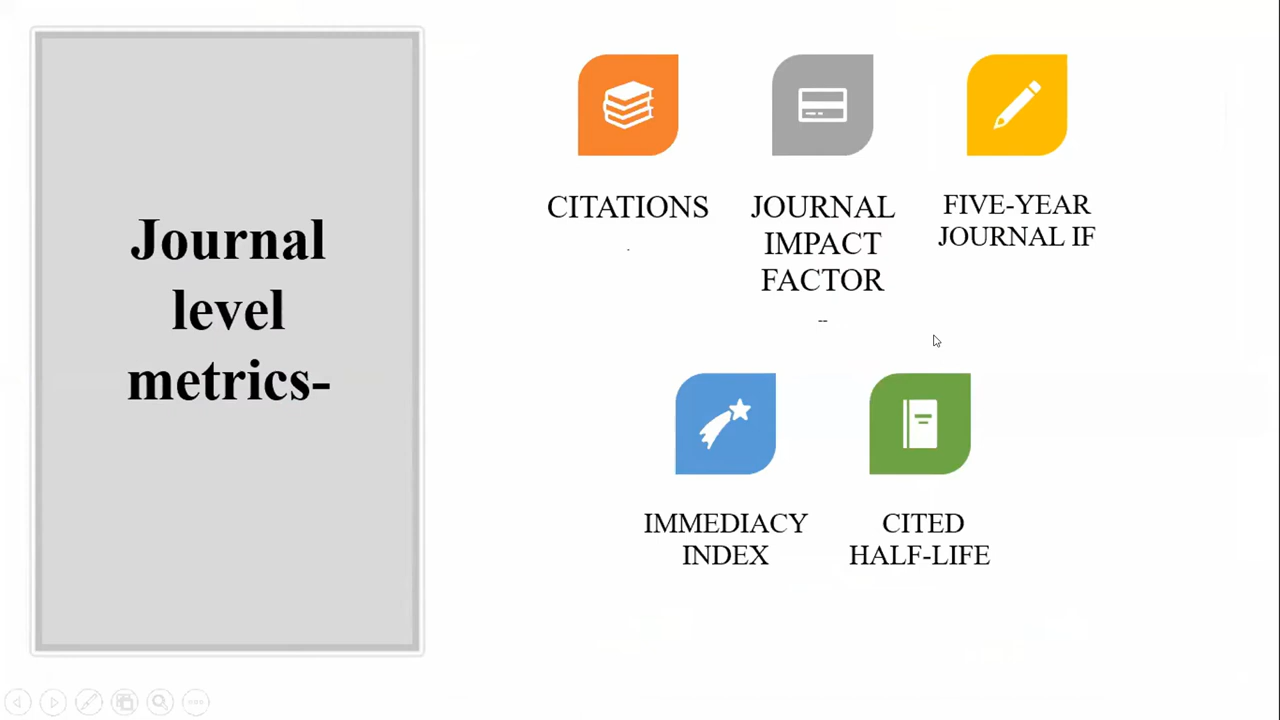 Journal
level
metrics-
CITATIONS
.
JOURNAL
IMPACT
FACTOR
--
FIVE-YEAR
JOURNAL IF
IMMEDIACY
INDEX
CITED
HALF-LIFE